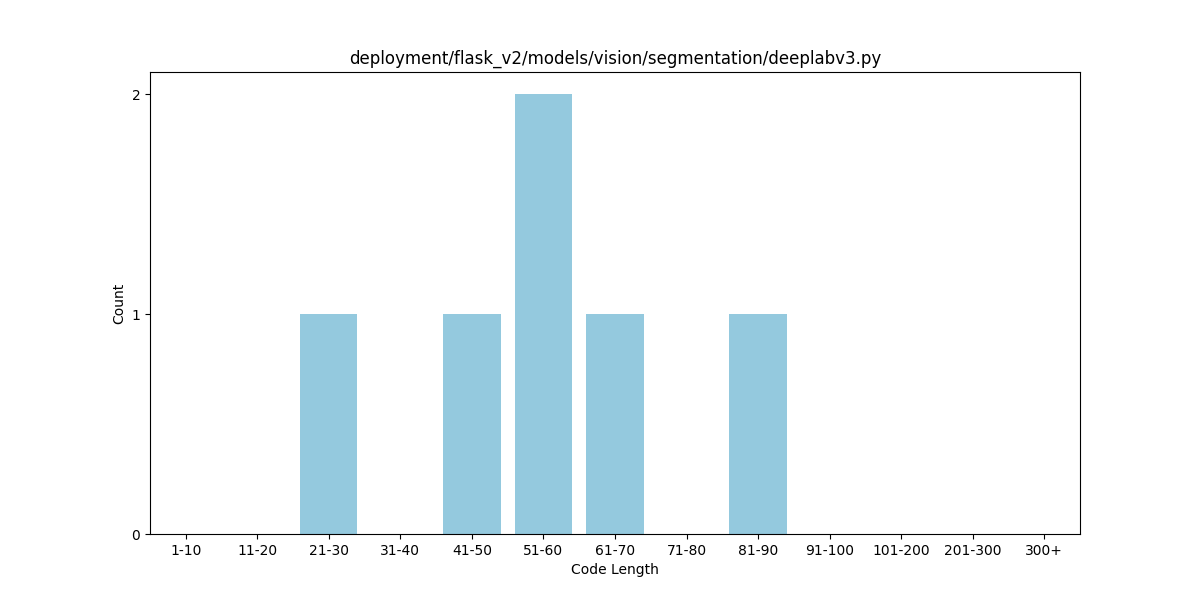 deployment/flask_v2/models/vision/segmentation/deeplabv3.py
2
1
0
Count
1-10 11-20 21-30 31-40 41-50 51-60 61-70 71-80 81-90 91-100 101-200 201-300 300+
Code Length